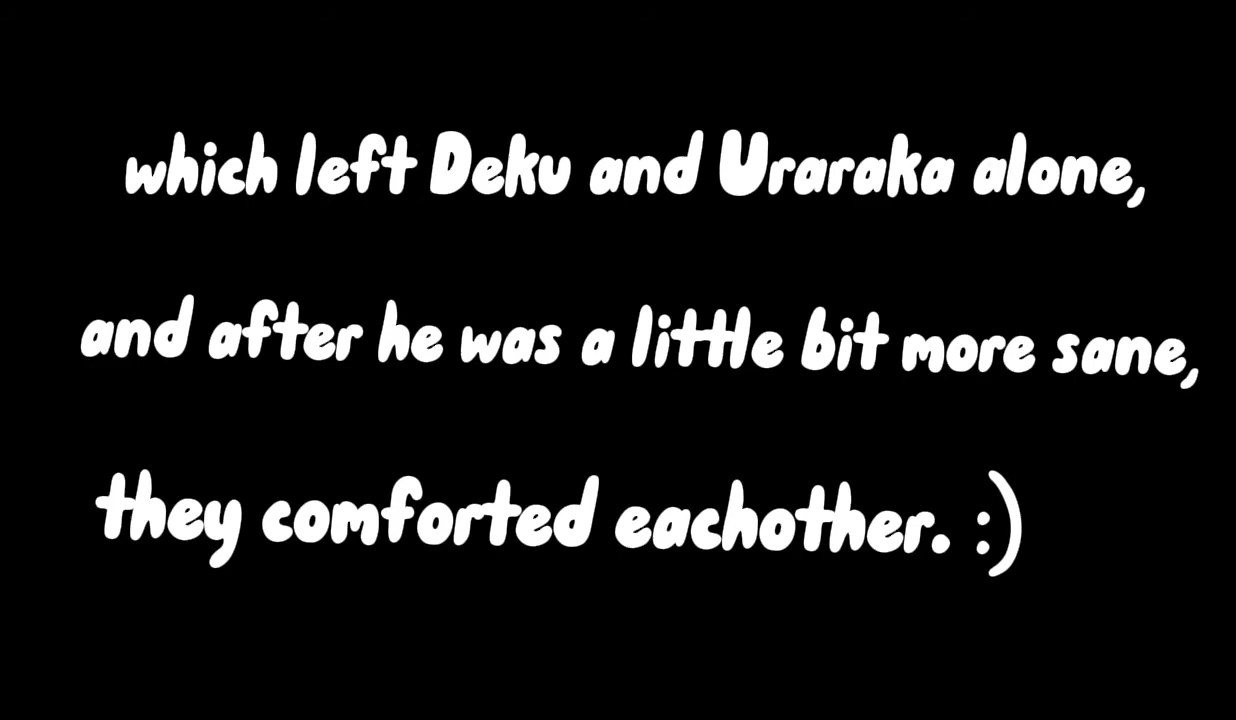 which left Deku and Uraraka alone,
and after he was a little bit more sane,
they comforted eachother. :)